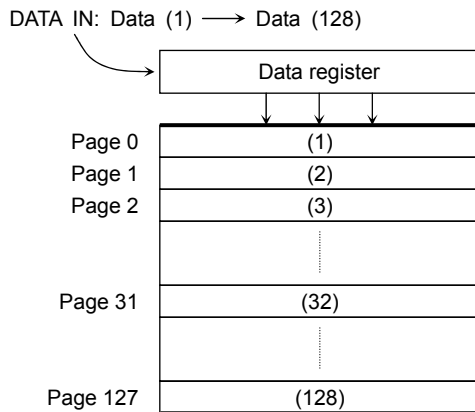 DATA IN: Data (1) Data (128)
Data register
Page 0 (1)
Page 1 (2)
Page 2 (3)
Page 31 (32)
Page 127 (128)